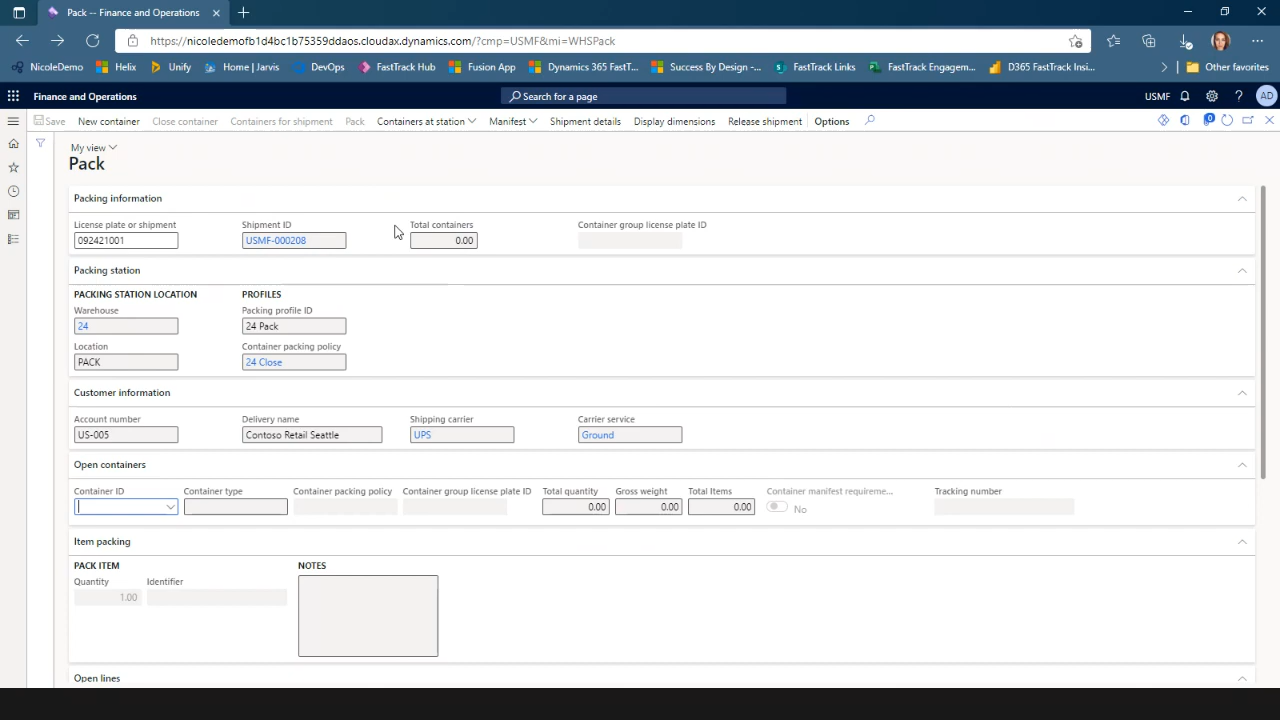 Pack -- Finance and Operations
https://nicoledemofb1d4bc1b75359ddaos.cloudax.dynamics.com/?cmp=USMF&mi=WHSPack
NicoleDemo Helix Unify Home | Jarvis DevOps FastTrack Hub Fusion App Dynamics 365 FastT... Success By Design -... FastTrack Links FastTrack Engagem... D365 FastTrack Insi... Other favorites
Finance and Operations Search for a page USMF ? AD
Save New container Close container Containers for shipment Pack Containers at station Manifest Shipment details Display dimensions Release shipment Options 0
My view
Pack
Packing information
License plate or shipment Shipment ID Total containers Container group license plate ID
092421001 USMF-000208 0.00
Packing station
PACKING STATION LOCATION PROFILES
Warehouse Packing profile ID
24 24 Pack
Location Container packing policy
PACK 24 Close
Customer information
Account number Delivery name Shipping carrier Carrier service
US-005 Contoso Retail Seattle UPS Ground
Open containers
Container ID Container type Container packing policy Container group license plate ID Total quantity Gross weight Total Items Container manifest requireme... Tracking number
0.00 0.00 0.00 No
Item packing
PACK ITEM NOTES
Quantity Identifier
1.00
Open lines